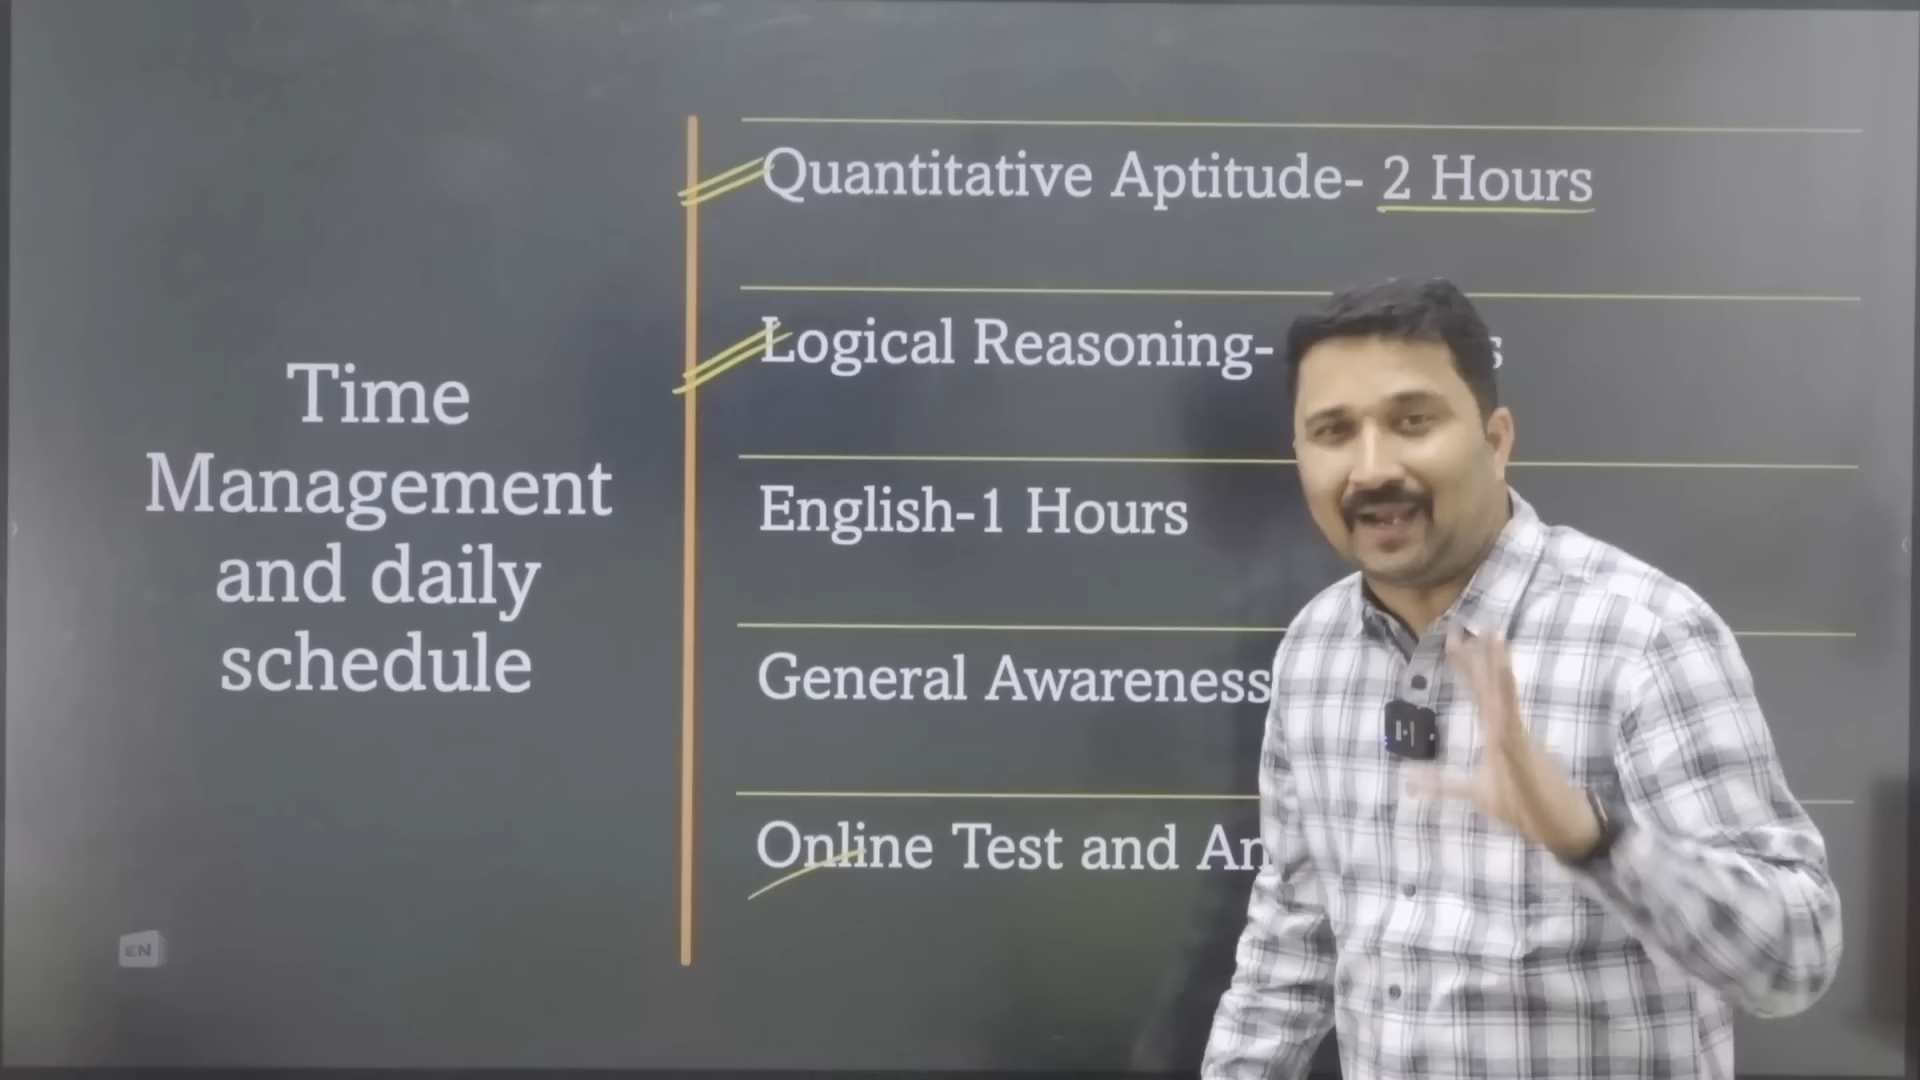 Time
Management
and daily
schedule
Quantitative Aptitude- 2 Hours
Logical Reasoning-
English-1 Hours
General Awareness
Online Test and
EN